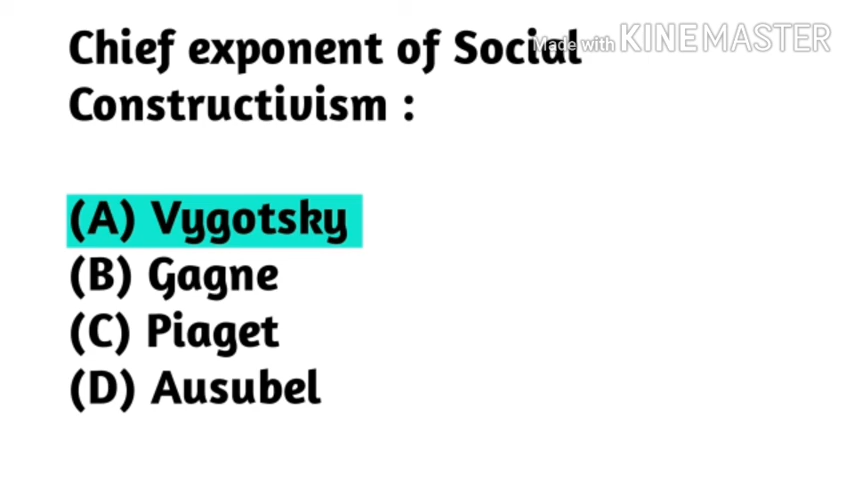 Chief exponent of Social
Made with KINEMASTER
Constructivism :
(A) Vygotsky
(B) Gagne
(C) Piaget
(D) Ausubel